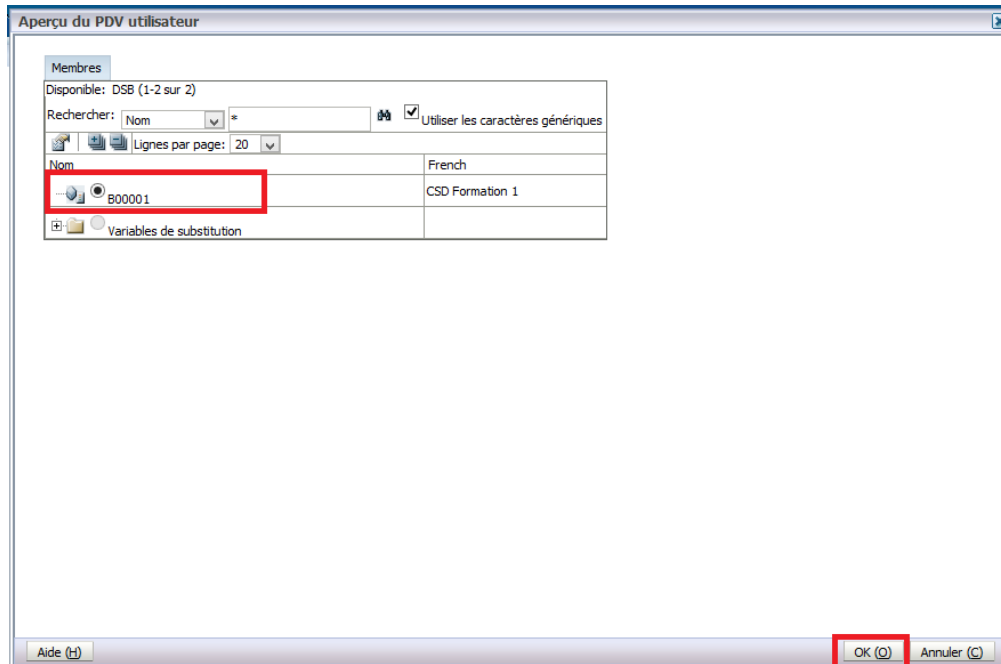 Aperçu du PDV utilisateur
Membres
Disponible: DSB (1-2 sur 2)
Rechercher: Nom * Utiliser les caractères génériques
Lignes par page: 20
Nom French
B00001 CSD Formation 1
Variables de substitution
Aide (H) OK (O) Annuler (C)